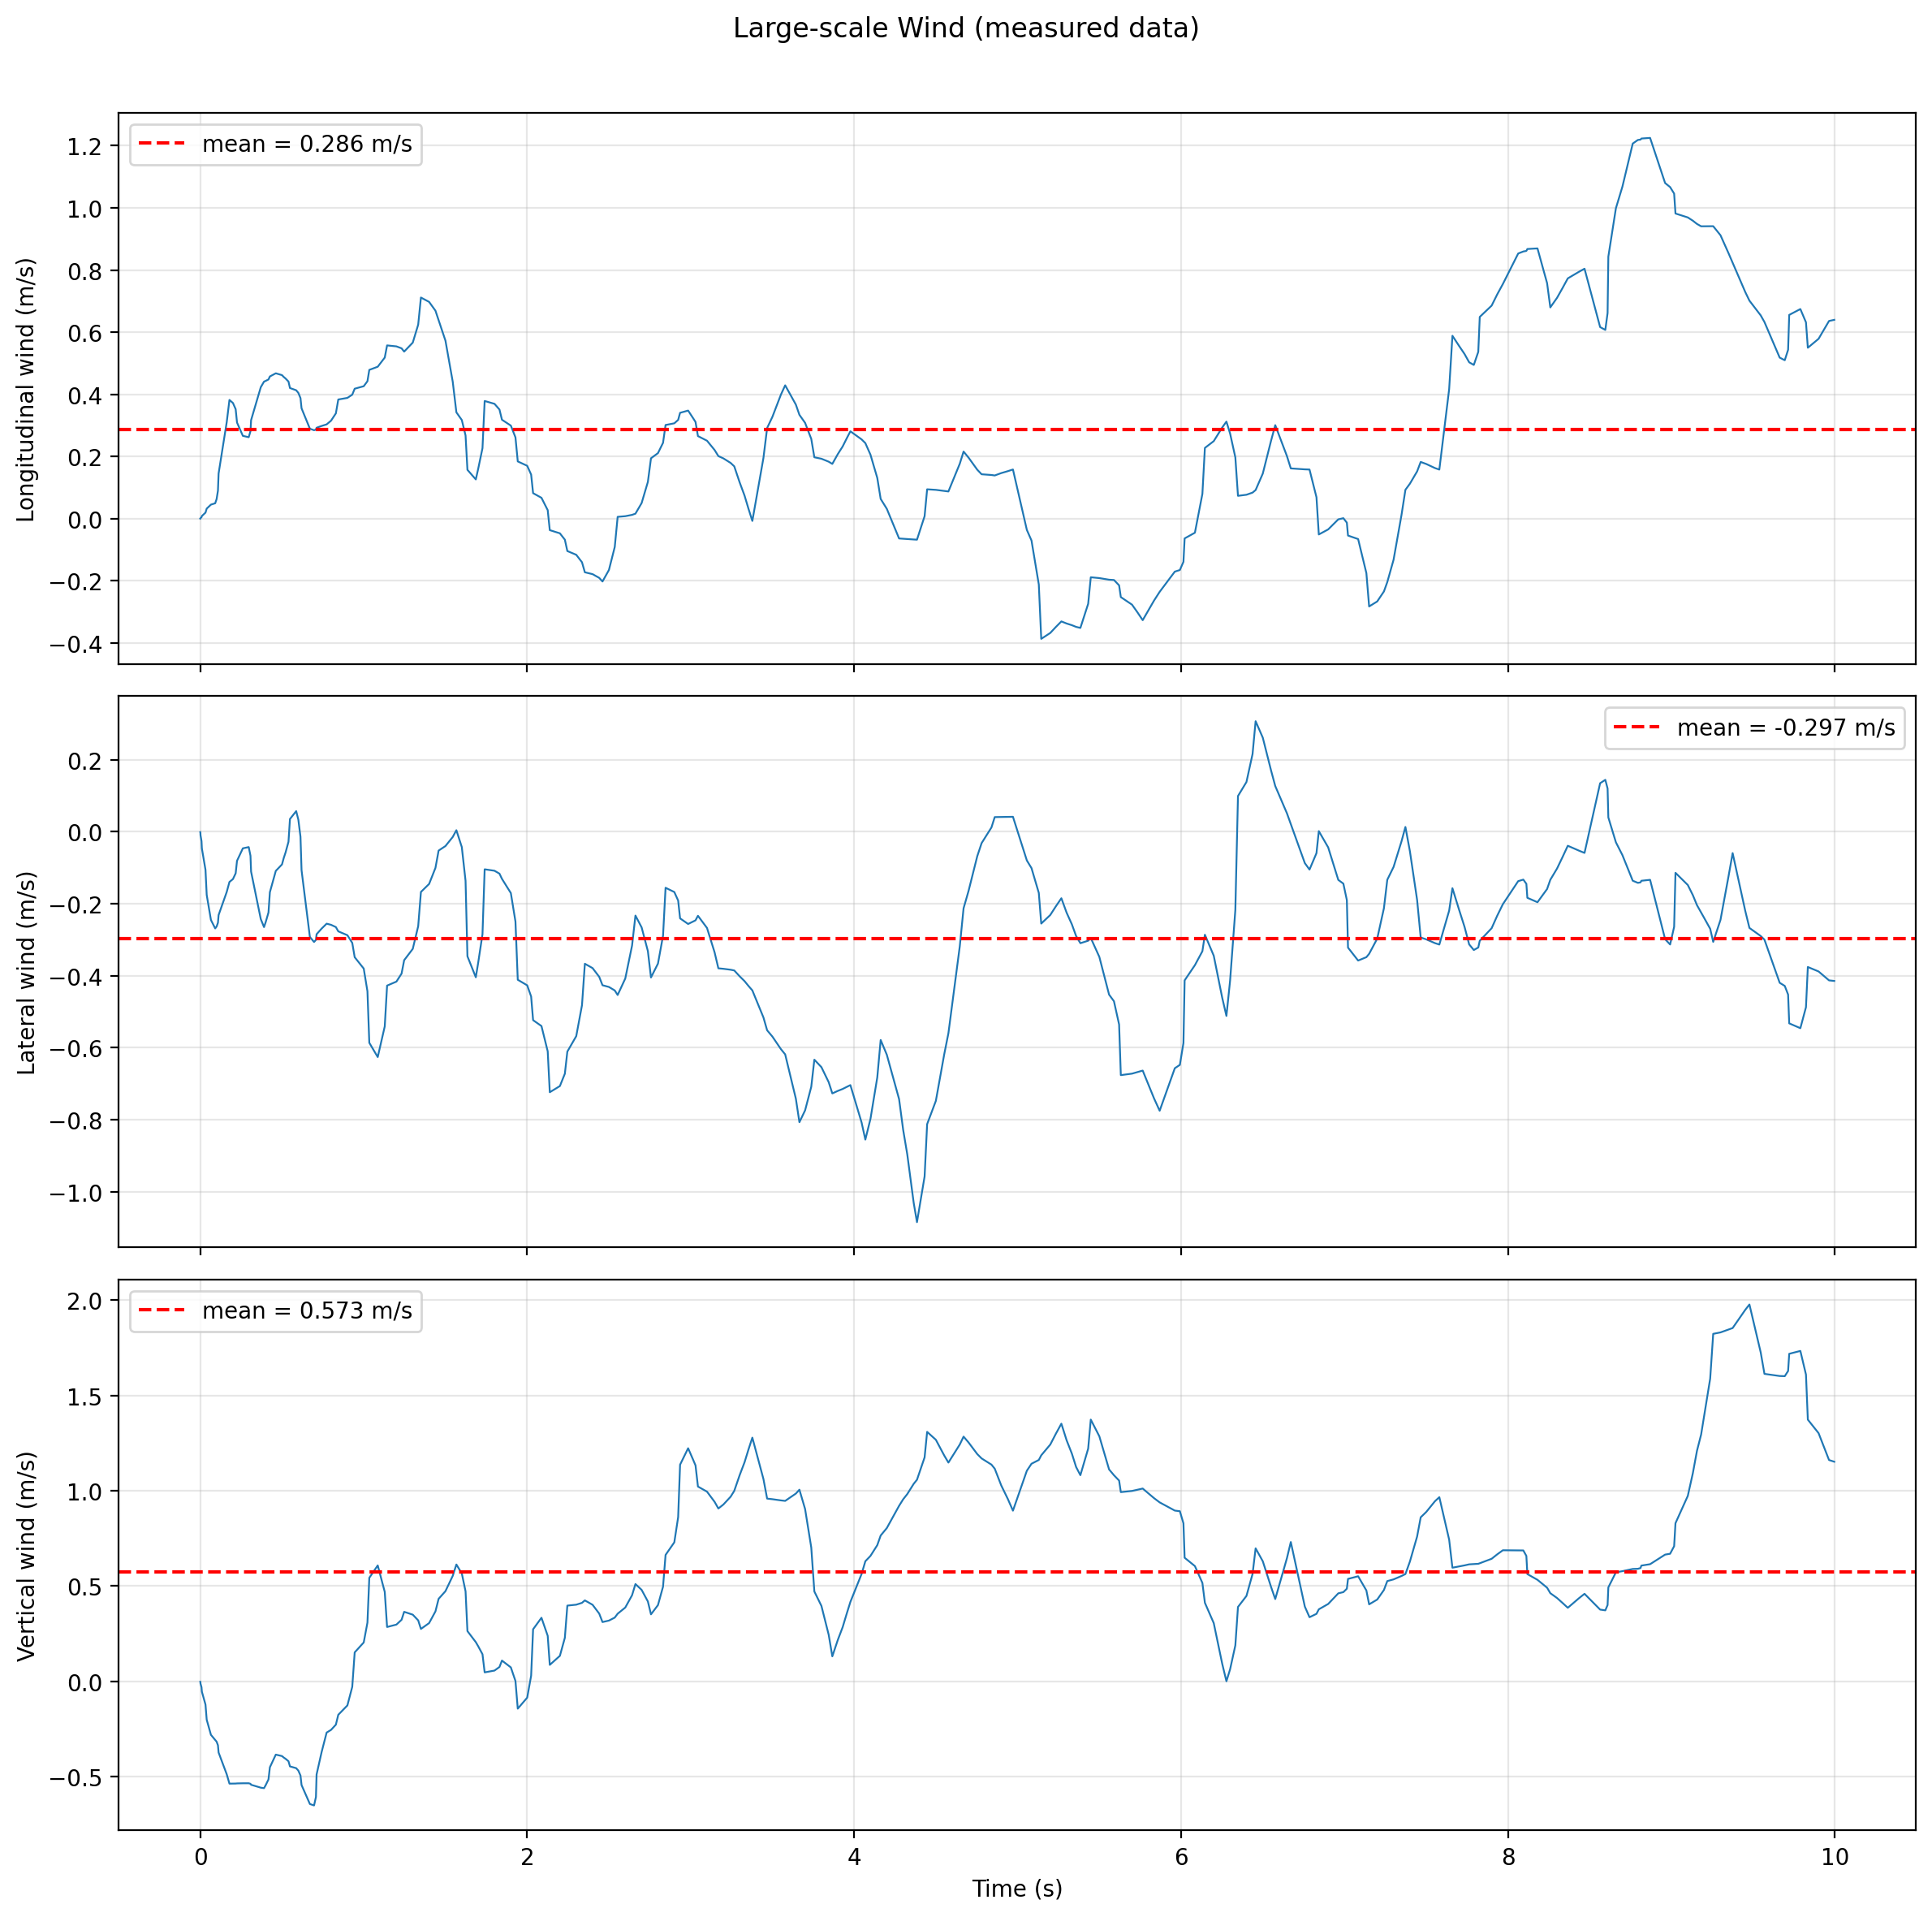 Large-scale Wind (measured data)
mean = 0.286 m/s
Longitudinal wind (m/s)
1.2
1.0
0.8
0.6
0.4
0.2
0.0
−0.2
−0.4
mean = -0.297 m/s
Lateral wind (m/s)
0.2
0.0
−0.2
−0.4
−0.6
−0.8
−1.0
mean = 0.573 m/s
Vertical wind (m/s)
2.0
1.5
1.0
0.5
0.0
−0.5
0 2 4 6 8 10
Time (s)